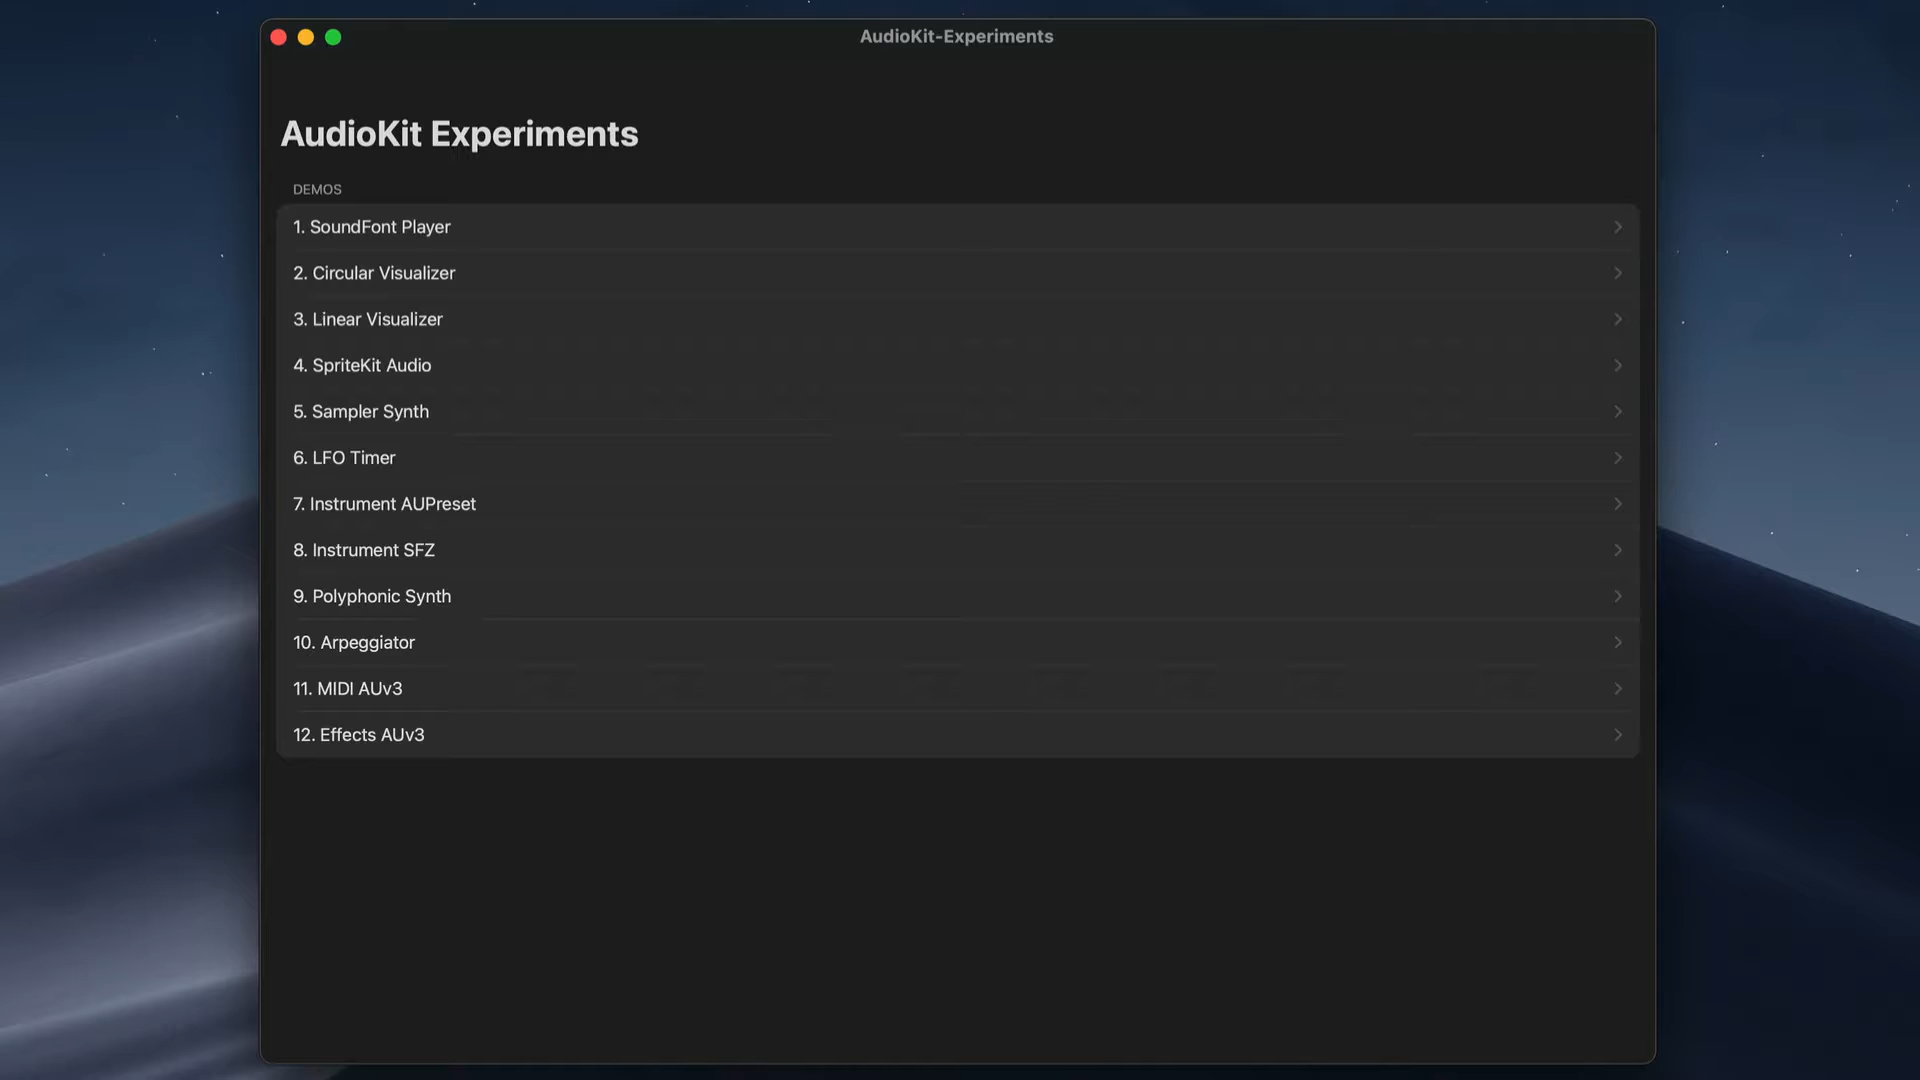 AudioKit-Experiments
AudioKit Experiments
DEMOS
1. SoundFont Player
2. Circular Visualizer
3. Linear Visualizer
4. SpriteKit Audio
5. Sampler Synth
6. LFO Timer
7. Instrument AUPreset
8. Instrument SFZ
9. Polyphonic Synth
10. Arpeggiator
11. MIDI AUv3
12. Effects AUv3